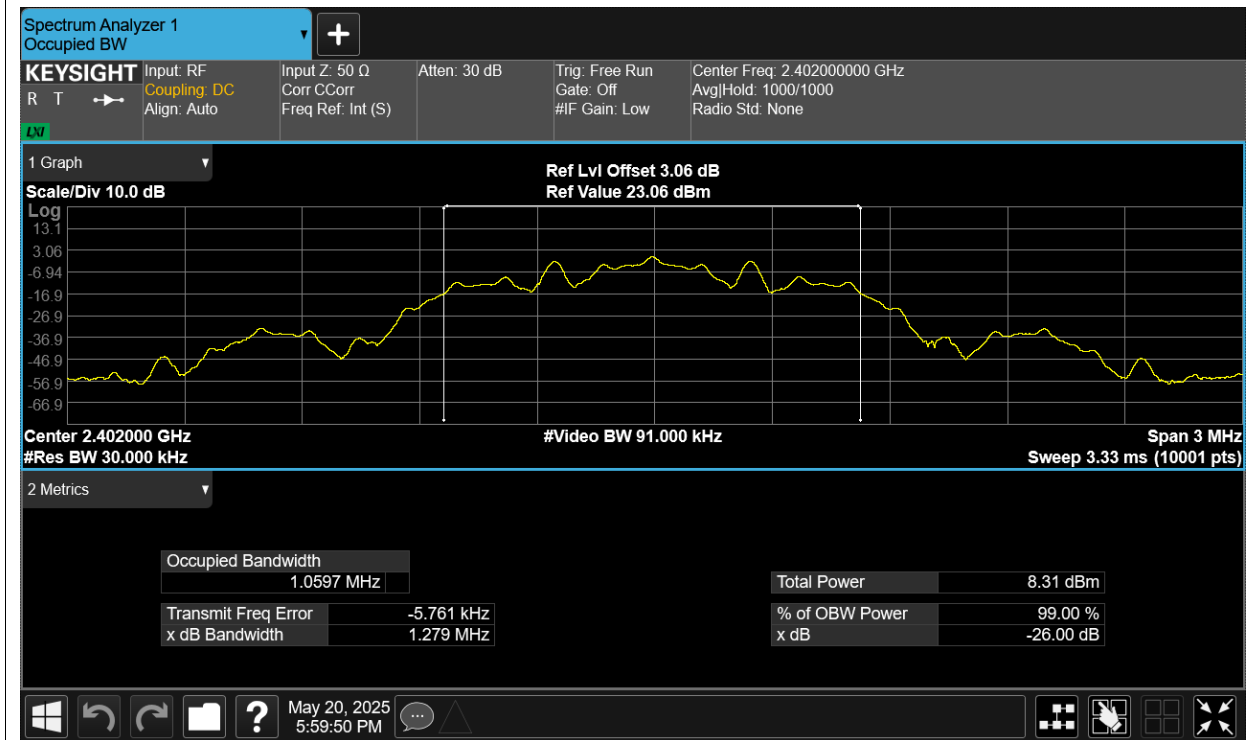 Spectrum Analyzer 1
Occupied BW
KEYSIGHT
R T
LXI
Input: RF
Coupling: DC
Align: Auto
Input Z: 50 Ω
Corr CCorr
Freq Ref: Int (S)
Atten: 30 dB
Trig: Free Run
Gate: Off
#IF Gain: Low
Center Freq: 2.402000000 GHz
Avg|Hold: 1000/1000
Radio Std: None
1 Graph
Scale/Div 10.0 dB
Ref Lvl Offset 3.06 dB
Ref Value 23.06 dBm
Log
13.1
3.06
-6.94
-16.9
-26.9
-36.9
-46.9
-56.9
-66.9
Center 2.402000 GHz
#Video BW 91.000 kHz
Span 3 MHz
#Res BW 30.000 kHz
Sweep 3.33 ms (10001 pts)
2 Metrics
Occupied Bandwidth
1.0597 MHz
Total Power 8.31 dBm
Transmit Freq Error -5.761 kHz
% of OBW Power 99.00 %
x dB Bandwidth 1.279 MHz
x dB -26.00 dB
?
May 20, 2025
5:59:50 PM